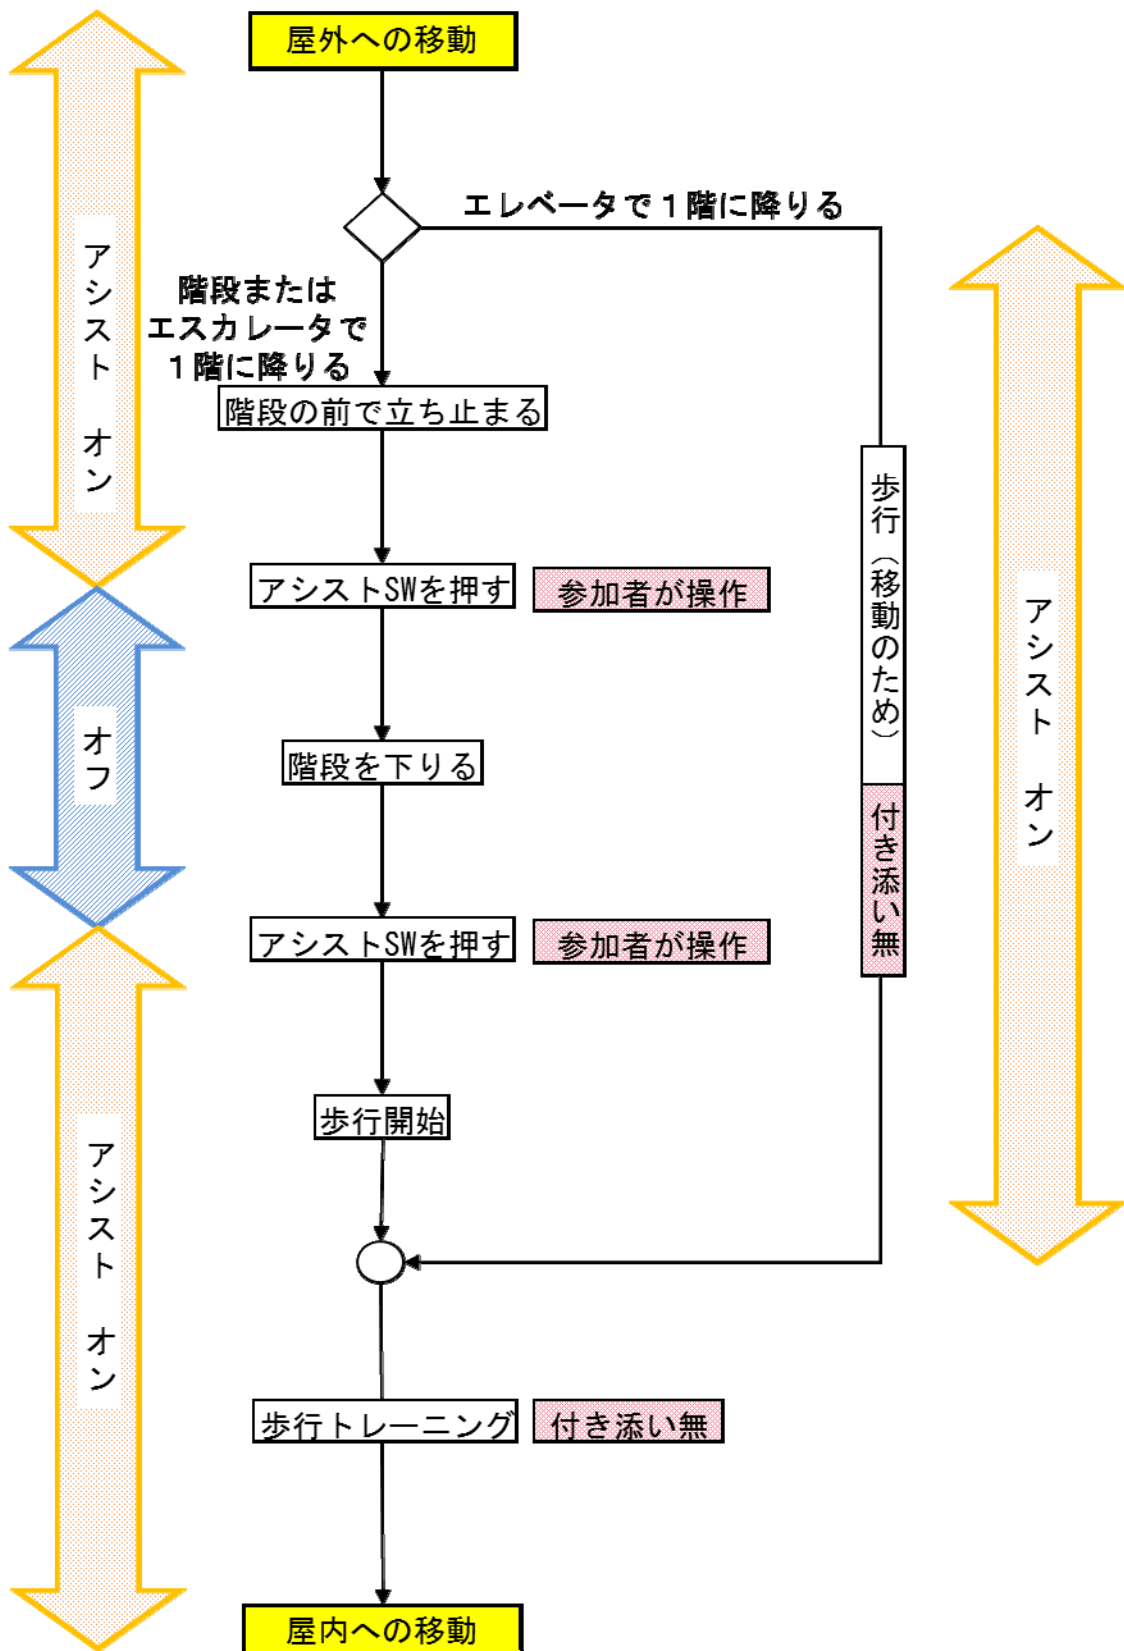 屋外への移動
エレベータで１階に降りる
階段または
エスカレータで
１階に降りる
階段の前で立ち止まる
アシスト オン
アシストSWを押す
参加者が操作
歩行（移動のため）
付き添い無
アシスト オン
オフ
階段を下りる
アシストSWを押す
参加者が操作
歩行開始
アシスト オン
歩行トレーニング
付き添い無
屋内への移動